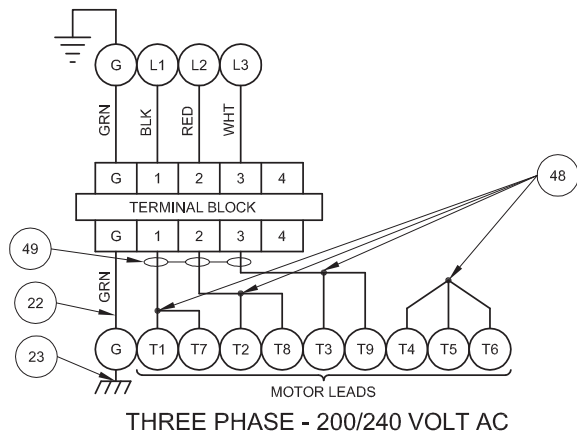 G L1 L2 L3
GRN BLK RED WHT
48
G 1 2 3 4
TERMINAL BLOCK
G 1 2 3 4
49
GRN
22
23
G T1 T7 T2 T8 T3 T9 T4 T5 T6
MOTOR LEADS
THREE PHASE - 200/240 VOLT AC